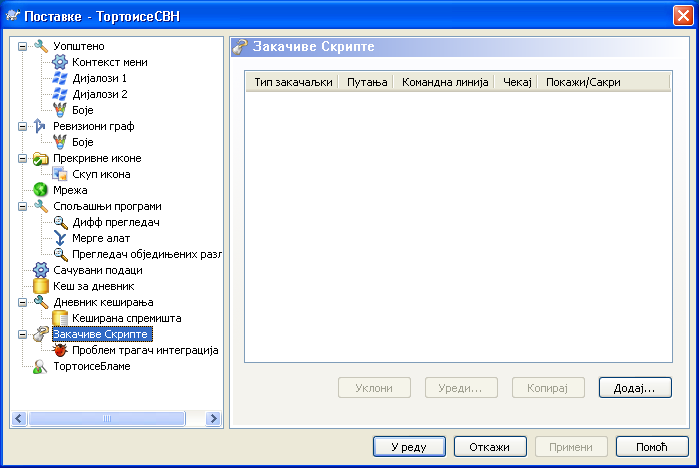 Поставке - ТортоисеСВН
Уопштено
Контекст мени
Дијалози 1
Дијалози 2
Боје
Ревизиони граф
Боје
Прекривне иконе
Скуп икона
Мрежа
Спољашњи програми
Дифф прегледач
Мерге алат
Прегледач обједињених разл
Сачувани подаци
Кеш за дневник
Дневник кеширања
Кеширана спремишта
Закачиве Скрипте
Проблем трагач интеграција
ТортоисеБламе
Закачиве Скрипте
Тип закачаљки Путања Командна линија Чекај Покажи/Сакри
Уклони Уреди... Копирај Додај...
У реду Откажи Примени Помоћ